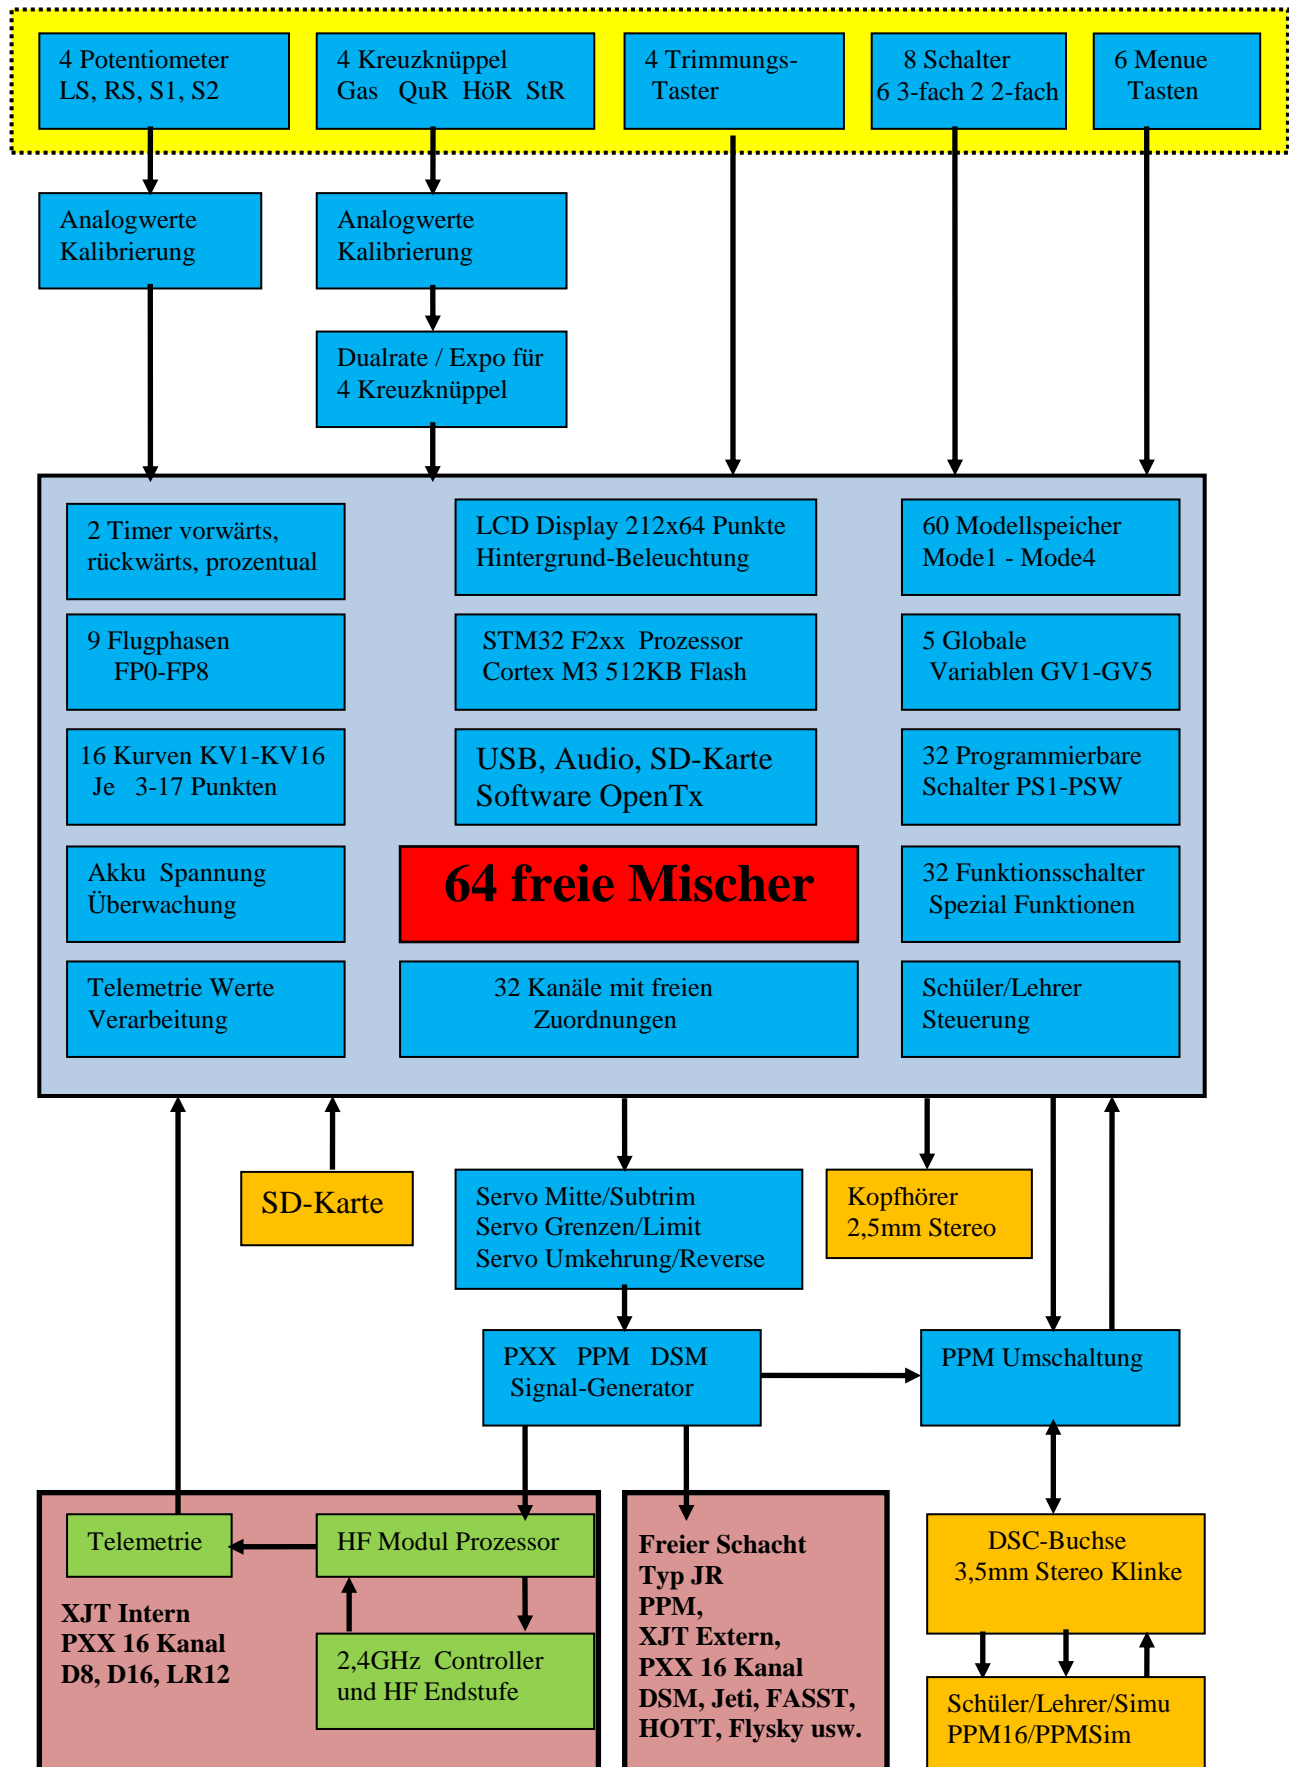 4 Potentiometer
LS, RS, S1, S2
4 Kreuzknüppel
Gas QuR HöR StR
4 Trimmungs-
Taster
8 Schalter
6 3-fach 2 2-fach
6 Menue
Tasten
Analogwerte
Kalibrierung
Analogwerte
Kalibrierung
Dualrate / Expo für
4 Kreuzknüppel
2 Timer vorwärts,
rückwärts, prozentual
LCD Display 212x64 Punkte
Hintergrund-Beleuchtung
60 Modellspeicher
Mode1 - Mode4
9 Flugphasen
FP0-FP8
STM32 F2xx Prozessor
Cortex M3 512KB Flash
5 Globale
Variablen GV1-GV5
16 Kurven KV1-KV16
Je 3-17 Punkten
USB, Audio, SD-Karte
Software OpenTx
32 Programmierbare
Schalter PS1-PSW
Akku Spannung
Überwachung
64 freie Mischer
32 Funktionsschalter
Spezial Funktionen
Telemetrie Werte
Verarbeitung
32 Kanäle mit freien
Zuordnungen
Schüler/Lehrer
Steuerung
SD-Karte
Servo Mitte/Subtrim
Servo Grenzen/Limit
Servo Umkehrung/Reverse
Kopfhörer
2,5mm Stereo
PXX PPM DSM
Signal-Generator
PPM Umschaltung
Telemetrie
HF Modul Prozessor
XJT Intern
PXX 16 Kanal
D8, D16, LR12
2,4GHz Controller
und HF Endstufe
Freier Schacht
Typ JR
PPM,
XJT Extern,
PXX 16 Kanal
DSM, Jeti, FASST,
HOTT, Flysky usw.
DSC-Buchse
3,5mm Stereo Klinke
Schüler/Lehrer/Simu
PPM16/PPMSim